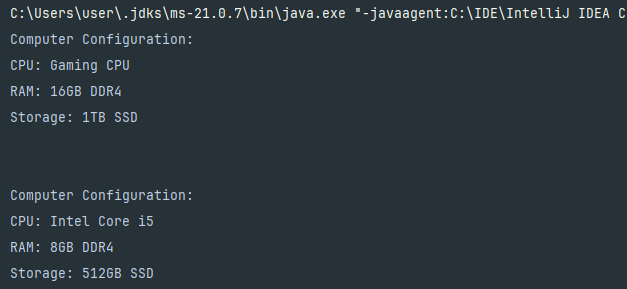 C:\Users\user\.jdks\ms-21.0.7\bin\java.exe "-javaagent:C:\IDE\IntelliJ IDEA C
Computer Configuration:
CPU: Gaming CPU
RAM: 16GB DDR4
Storage: 1TB SSD
Computer Configuration:
CPU: Intel Core i5
RAM: 8GB DDR4
Storage: 512GB SSD